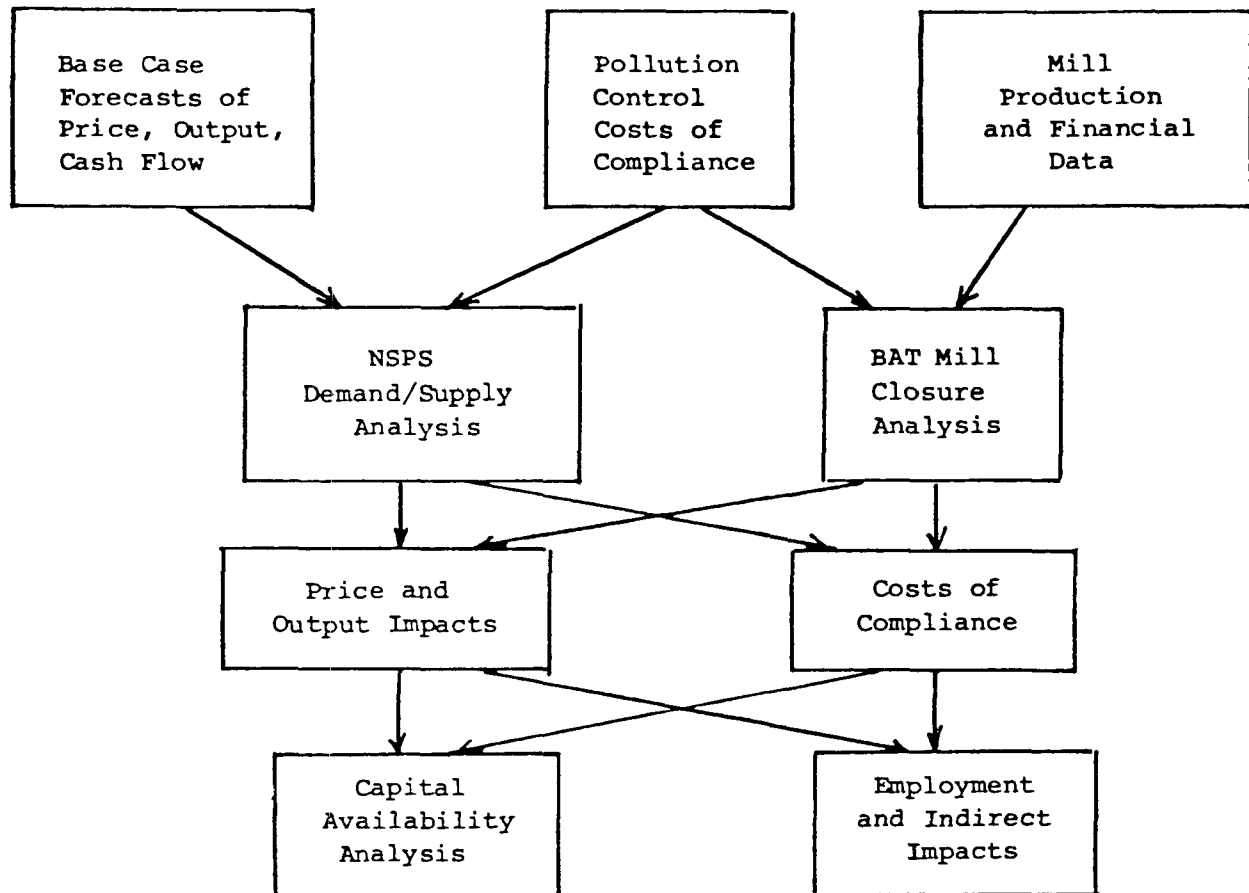 Base Case
Forecasts of
Price, Output,
Cash Flow
Pollution
Control
Costs of
Compliance
Mill
Production
and Financial
Data
NSPS
Demand/Supply
Analysis
BAT Mill
Closure
Analysis
Price and
Output Impacts
Costs of
Compliance
Capital
Availability
Analysis
Employment
and Indirect
Impacts